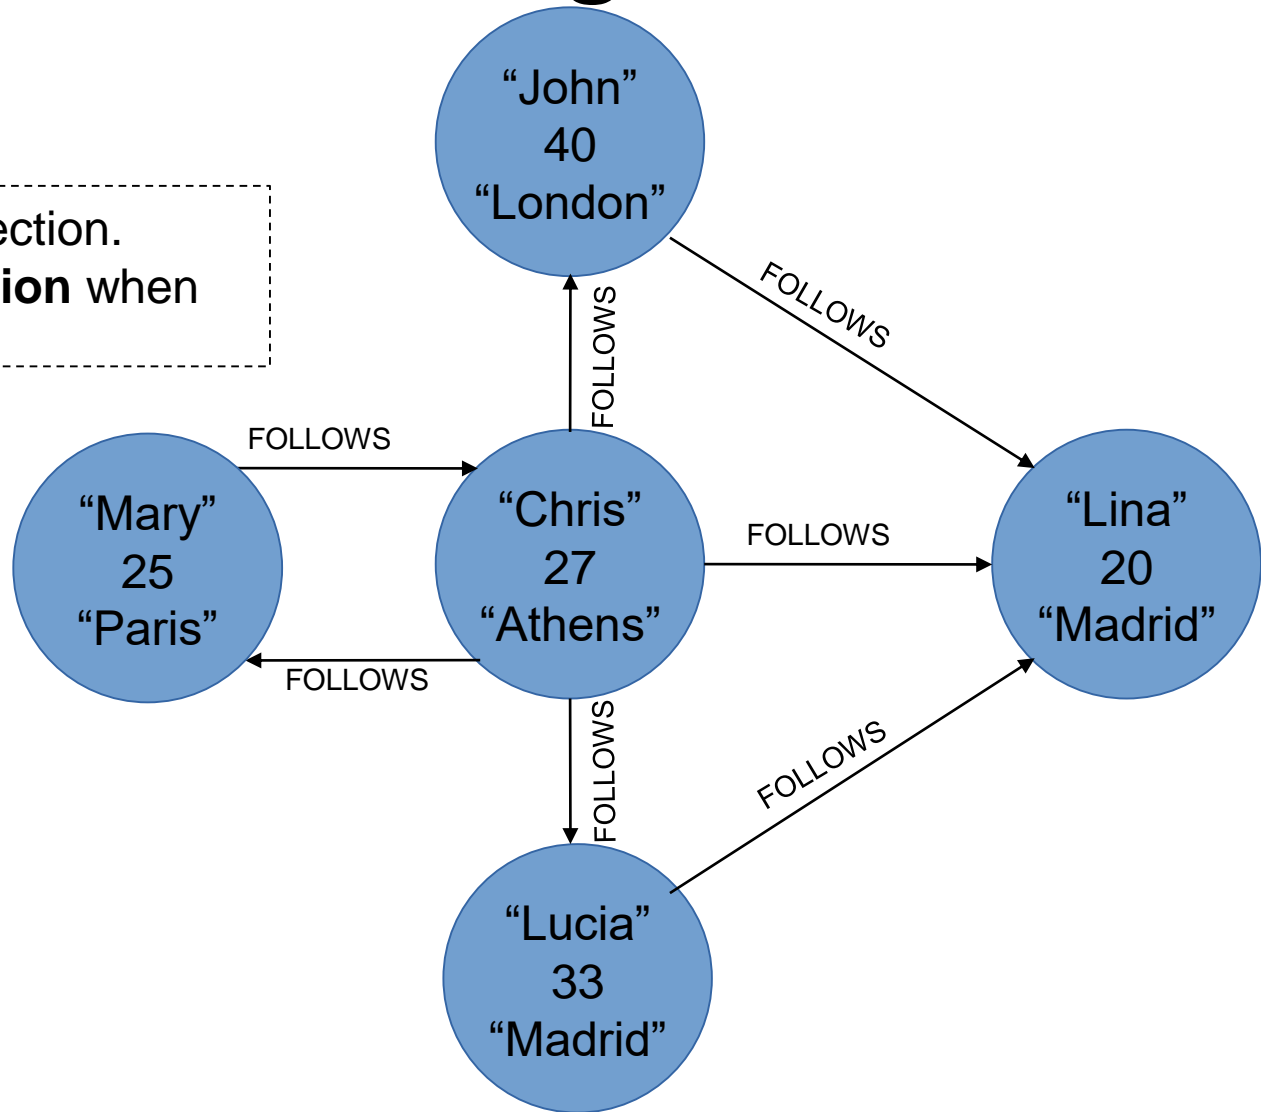 “John”
40
“London”
ection.
ion when
FOLLOWS
FOLLOWS
FOLLOWS
“Mary”
25
“Paris”
“Chris”
27
“Athens”
FOLLOWS
“Lina”
20
“Madrid”
FOLLOWS
FOLLOWS
FOLLOWS
“Lucia”
33
“Madrid”